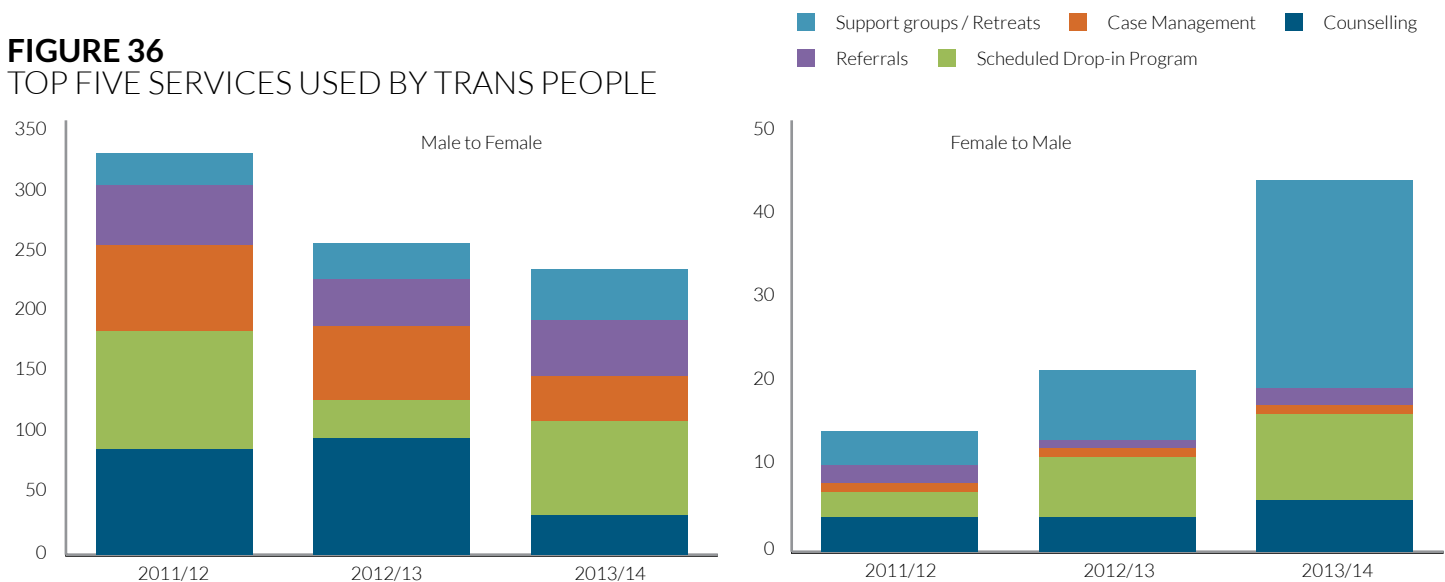 FIGURE 36
TOP FIVE SERVICES USED BY TRANS PEOPLE
Support groups / Retreats Case Management Counselling
Referrals Scheduled Drop-in Program
Male to Female
350
300
250
200
150
100
50
0
2011/12 2012/13 2013/14
Female to Male
50
40
30
20
10
0
2011/12 2012/13 2013/14